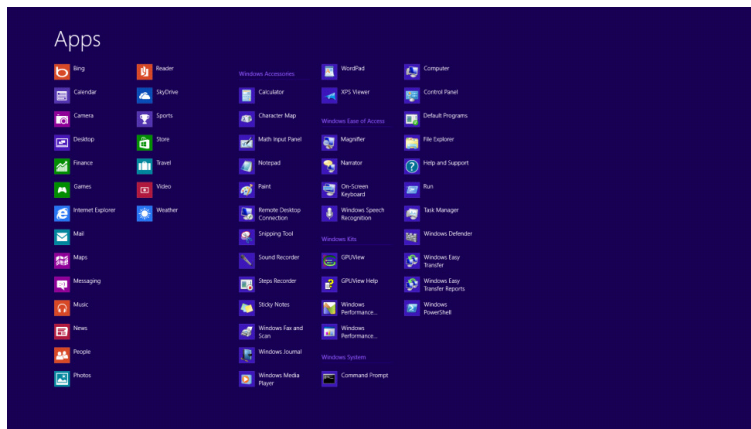 Apps
Bing
Calendar
Camera
Desktop
Finance
Games
Internet Explorer
Mail
Maps
Messaging
Music
News
People
Photos
Reader
SkyDrive
Sports
Store
Travel
Video
Weather
Windows Accessories
Calculator
Character Map
Math Input Panel
Notepad
Paint
Remote Desktop
Connection
Snipping Tool
Sound Recorder
Steps Recorder
Sticky Notes
Windows Fax and
Scan
Windows Journal
Windows Media
Player
WordPad
XPS Viewer
Windows Ease of Access
Magnifier
Narrator
On-Screen
Keyboard
Windows Speech
Recognition
Windows Kits
GPUView
GPUView Help
Windows
Performance...
Windows
Performance...
Windows System
Command Prompt
Computer
Control Panel
Default Programs
File Explorer
Help and Support
Run
Task Manager
Windows Defender
Windows Easy
Transfer
Windows Easy
Transfer Reports
Windows
PowerShell